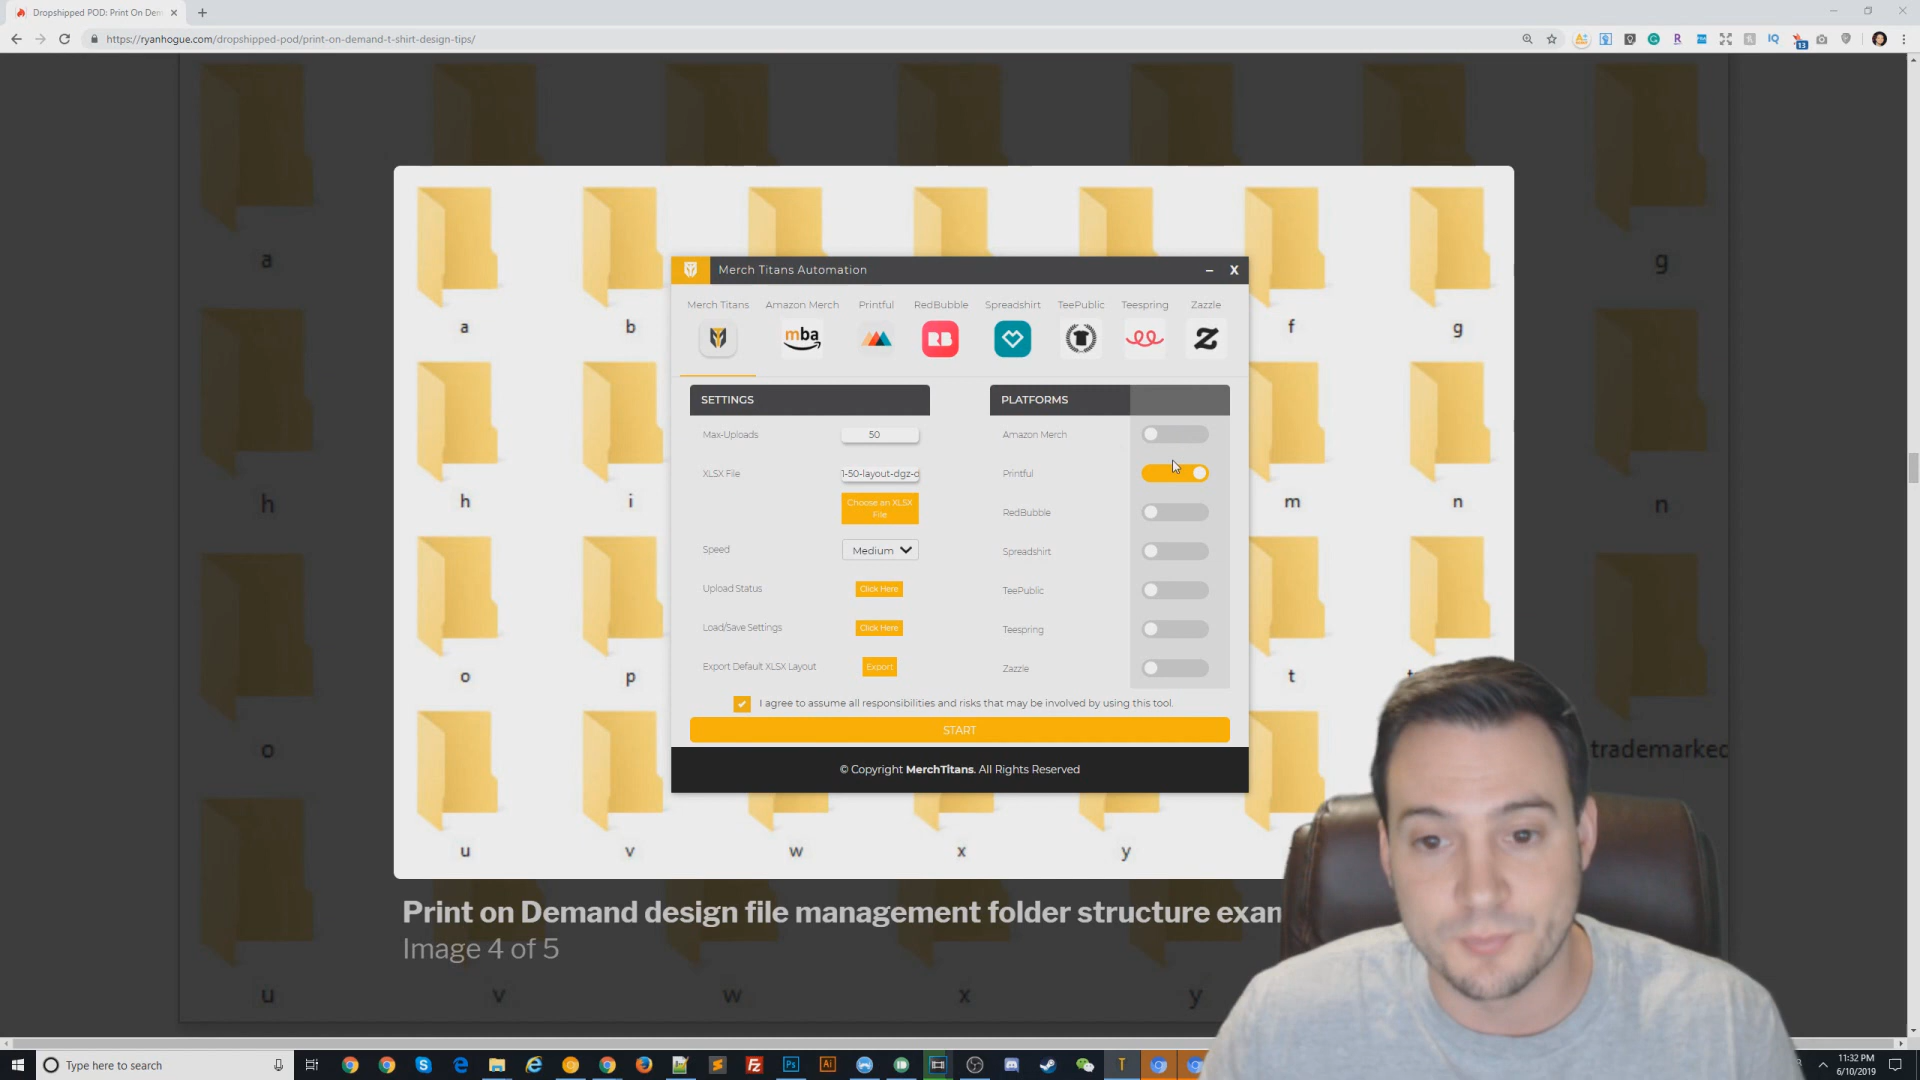 Dropshipped POD: Print On Dem
https://ryanhogue.com/dropshipped-pod/print-on-demand-t-shirt-design-tips/
IQ
13
a
g
a
b
f
g
Merch Titans Automation
– X
Merch Titans
Amazon Merch
Printful
RedBubble
Spreadshirt
TeePublic
Teespring
Zazzle
mba
RB
SETTINGS
PLATFORMS
Max-Uploads
50
Amazon Merch
XLSX File
1-50-layout-dgz-d
Printful
Choose an XLSX
File
RedBubble
Speed
Medium
Spreadshirt
Upload Status
Click Here
TeePublic
Load/Save Settings
Click Here
Teespring
Export Default XLSX Layout
Export
Zazzle
I agree to assume all responsibilities and risks that may be involved by using this tool.
START
© Copyright MerchTitans. All Rights Reserved
h
i
m
n
h
n
o
p
t
o
trademarked
u
v
w
x
y
Print on Demand design file management folder structure exam
Image 4 of 5
u
v
w
x
y
Type here to search
Ps
Ai
11:32 PM
6/10/2019